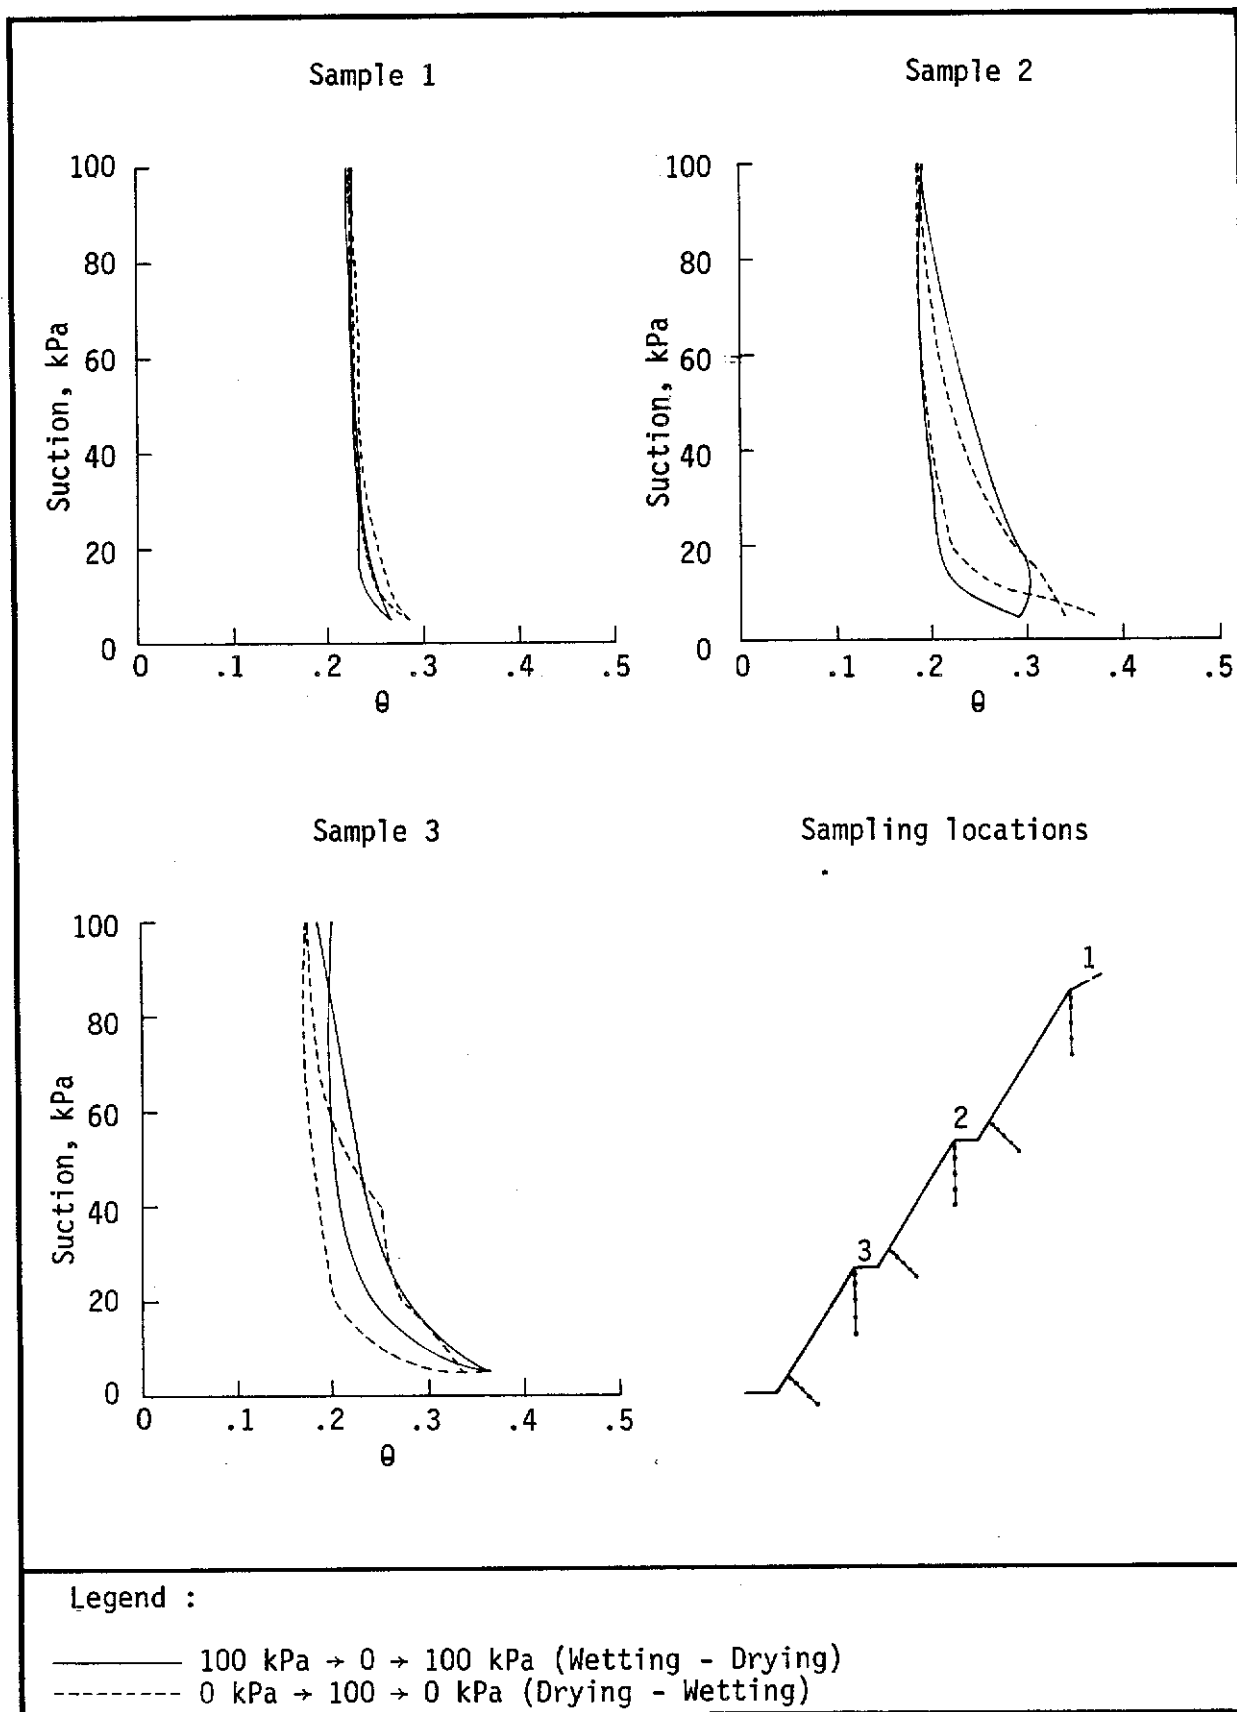 Sample 1
Sample 2
100
80
60
40
20
0
Suction, kPa
0 .1 .2 .3 .4 .5
θ
100
80
60
40
20
0
Suction, kPa
0 .1 .2 .3 .4 .5
θ
Sample 3
Sampling locations
100
80
60
40
20
0
Suction, kPa
0 .1 .2 .3 .4 .5
θ
1
2
3
Legend :
100 kPa → 0 → 100 kPa (Wetting - Drying)
0 kPa → 100 → 0 kPa (Drying - Wetting)